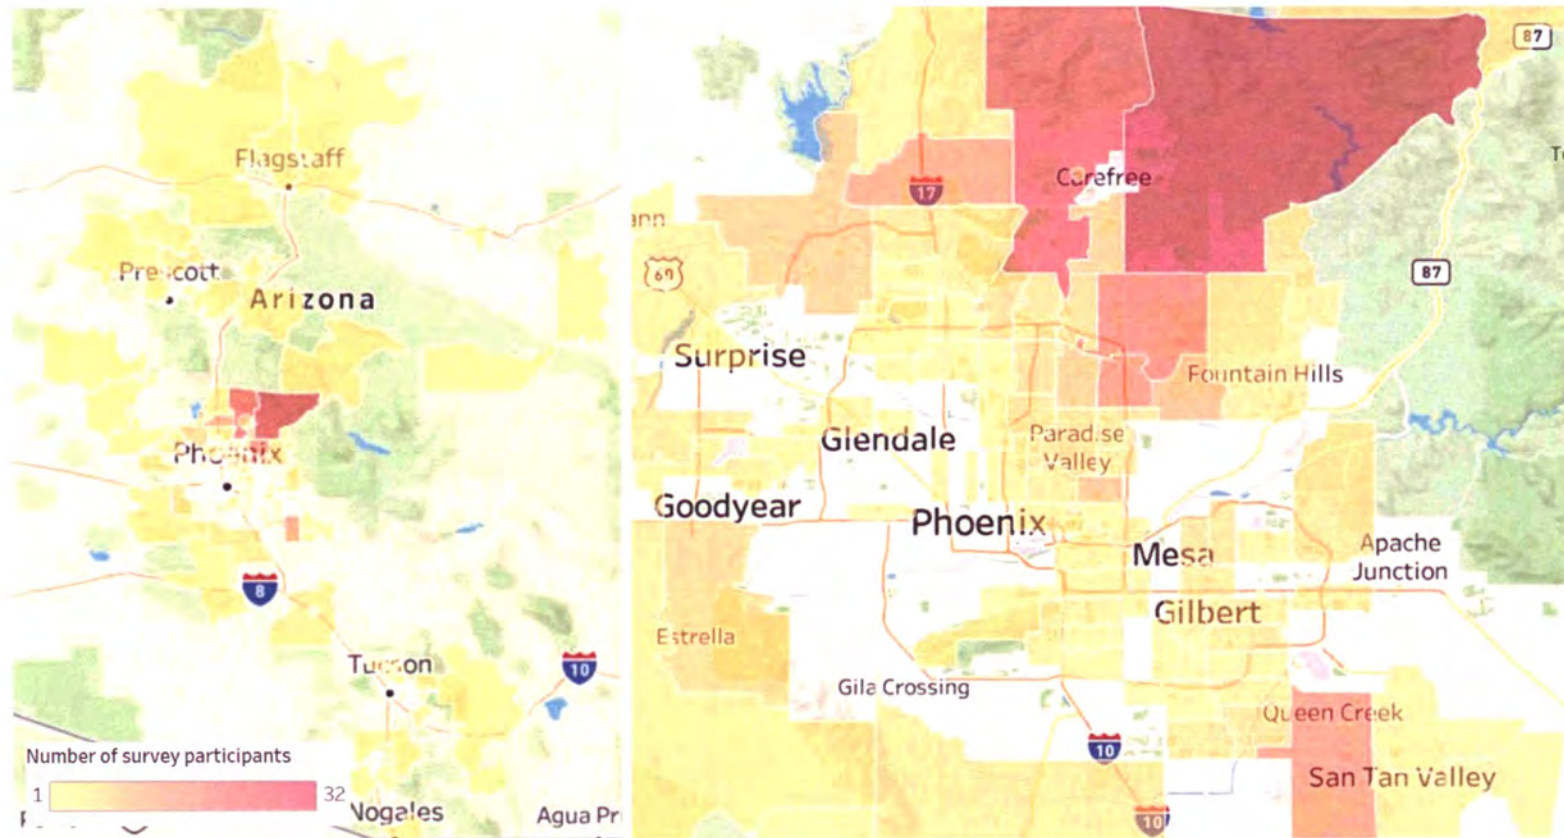 Flagstaff
Prescott
Arizona
Phoenix
8
Tucson
10
Number of survey participants
1
32
Nogales
Agua Pr
87
17
Carefree
ann
60
87
Surprise
Fountain Hills
Glendale
Paradise
Valley
Goodyear
Phoenix
Mesa
Apache
Junction
Gilbert
Estrella
Gila Crossing
Queen Creek
10
San Tan Valley
10